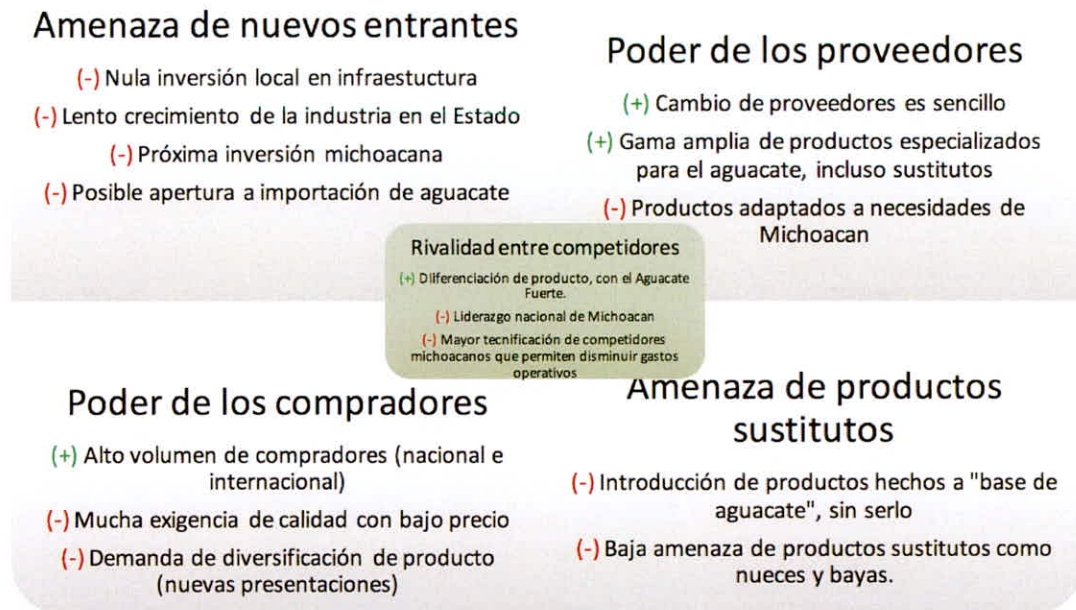 Amenaza de nuevos entrantes
(-) Nula inversión local en infraestuctura
(-) Lento crecimiento de la industria en el Estado
(-) Próxima inversión michoacana
(-) Posible apertura a importación de aguacate
Poder de los proveedores
(+) Cambio de proveedores es sencillo
(+) Gama amplia de productos especializados
para el aguacate, incluso sustitutos
(-) Productos adaptados a necesidades de
Michoacan
Rivalidad entre competidores
(+) Diferenciación de producto, con el Aguacate
Fuerte.
(-) Liderazgo nacional de Michoacan
(-) Mayor tecnificación de competidores
michoacanos que permiten disminuir gastos
operativos
Poder de los compradores
(+) Alto volumen de compradores (nacional e
internacional)
(-) Mucha exigencia de calidad con bajo precio
(-) Demanda de diversificación de producto
(nuevas presentaciones)
Amenaza de productos
sustitutos
(-) Introducción de productos hechos a "base de
aguacate", sin serlo
(-) Baja amenaza de productos sustitutos como
nueces y bayas.